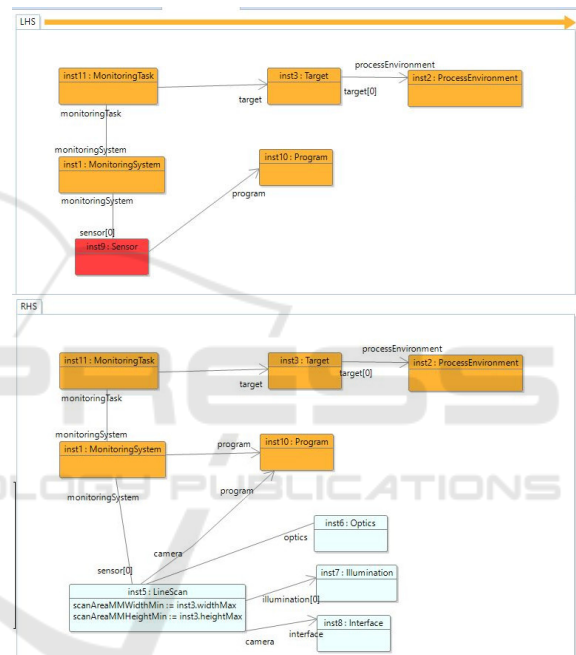 LHS
processEnvironment
inst11 : MonitoringTask
inst3 : Target
inst2 : ProcessEnvironment
target
target[0]
monitoringTask
monitoringSystem
inst1 : MonitoringSystem
inst10 : Program
monitoringSystem
program
sensor[0]
inst9 : Sensor
RHS
processEnvironment
inst11 : MonitoringTask
inst3 : Target
inst2 : ProcessEnvironment
target
target[0]
monitoringTask
monitoringSystem
program
inst1 : MonitoringSystem
inst10 : Program
monitoringSystem
program
inst6 : Optics
optics
camera
sensor[0]
inst7 : Illumination
inst5 : LineScan
scanAreaMMWidthMin := inst3.widthMax
illumination[0]
scanAreaMMHeightMin := inst3.heightMax
inst8 : Interface
camera
interface
PRESS
OLOGY PUBLICATIONS